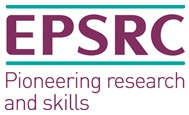 EPSRC
Pioneering research
and skills